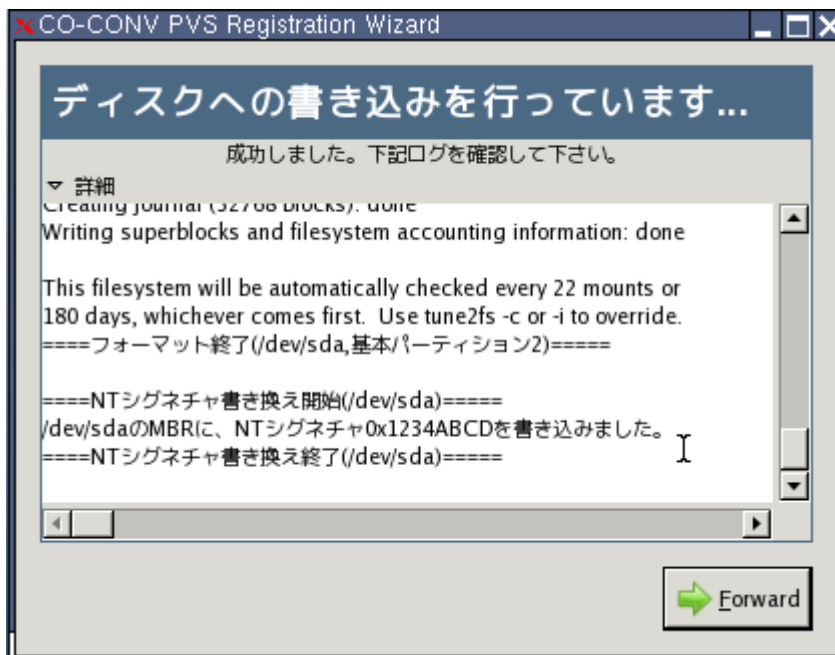 CO-CONV PVS Registration Wizard
ディスクへの書き込みを行っています...
成功しました。下記ログを確認して下さい。
詳細
Creating journal (32768 blocks): done
Writing superblocks and filesystem accounting information: done
This filesystem will be automatically checked every 22 mounts or
180 days, whichever comes first.  Use tune2fs -c or -i to override.
====フォーマット終了(/dev/sda,基本パーティション2)=====
====NTシグネチャ書き換え開始(/dev/sda)=====
/dev/sdaのMBRに、NTシグネチャ0x1234ABCDを書き込みました。
====NTシグネチャ書き換え終了(/dev/sda)=====
Forward